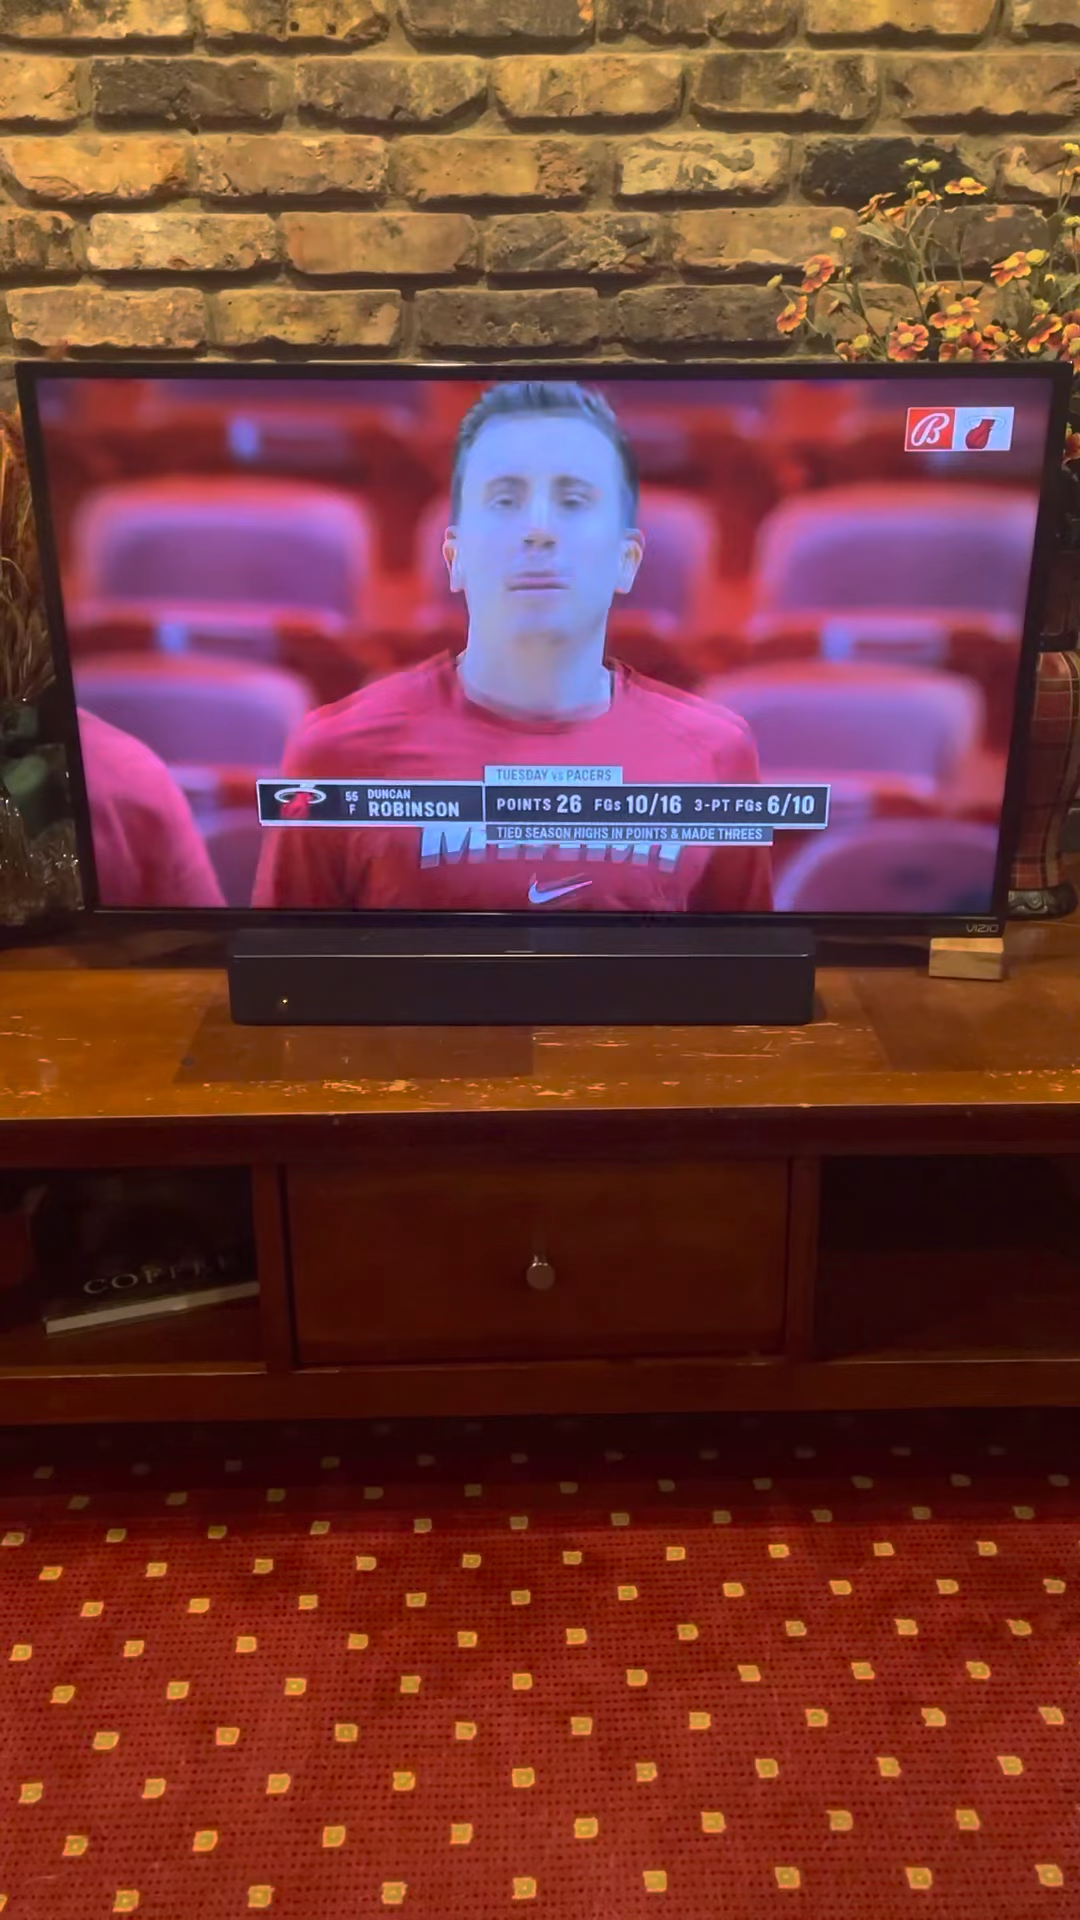 B
TUESDAY vs PACERS
55 F DUNCAN ROBINSON
POINTS 26 FGs 10/16 3-PT FGs 6/10
TIED SEASON HIGHS IN POINTS & MADE THREES
VIZIO